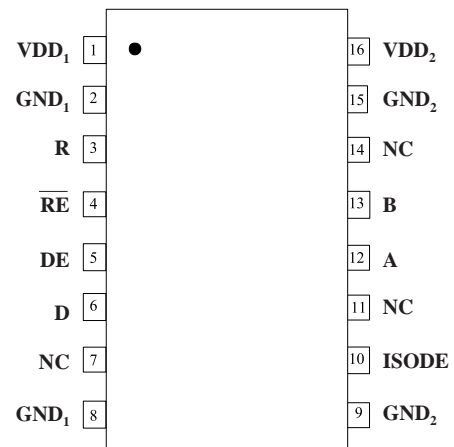 VDD₁ 1 16 VDD₂
GND₁ 2 15 GND₂
R 3 14 NC
R̅E̅ 4 13 B
DE 5 12 A
D 6 11 NC
NC 7 10 ISODE
GND₁ 8 9 GND₂